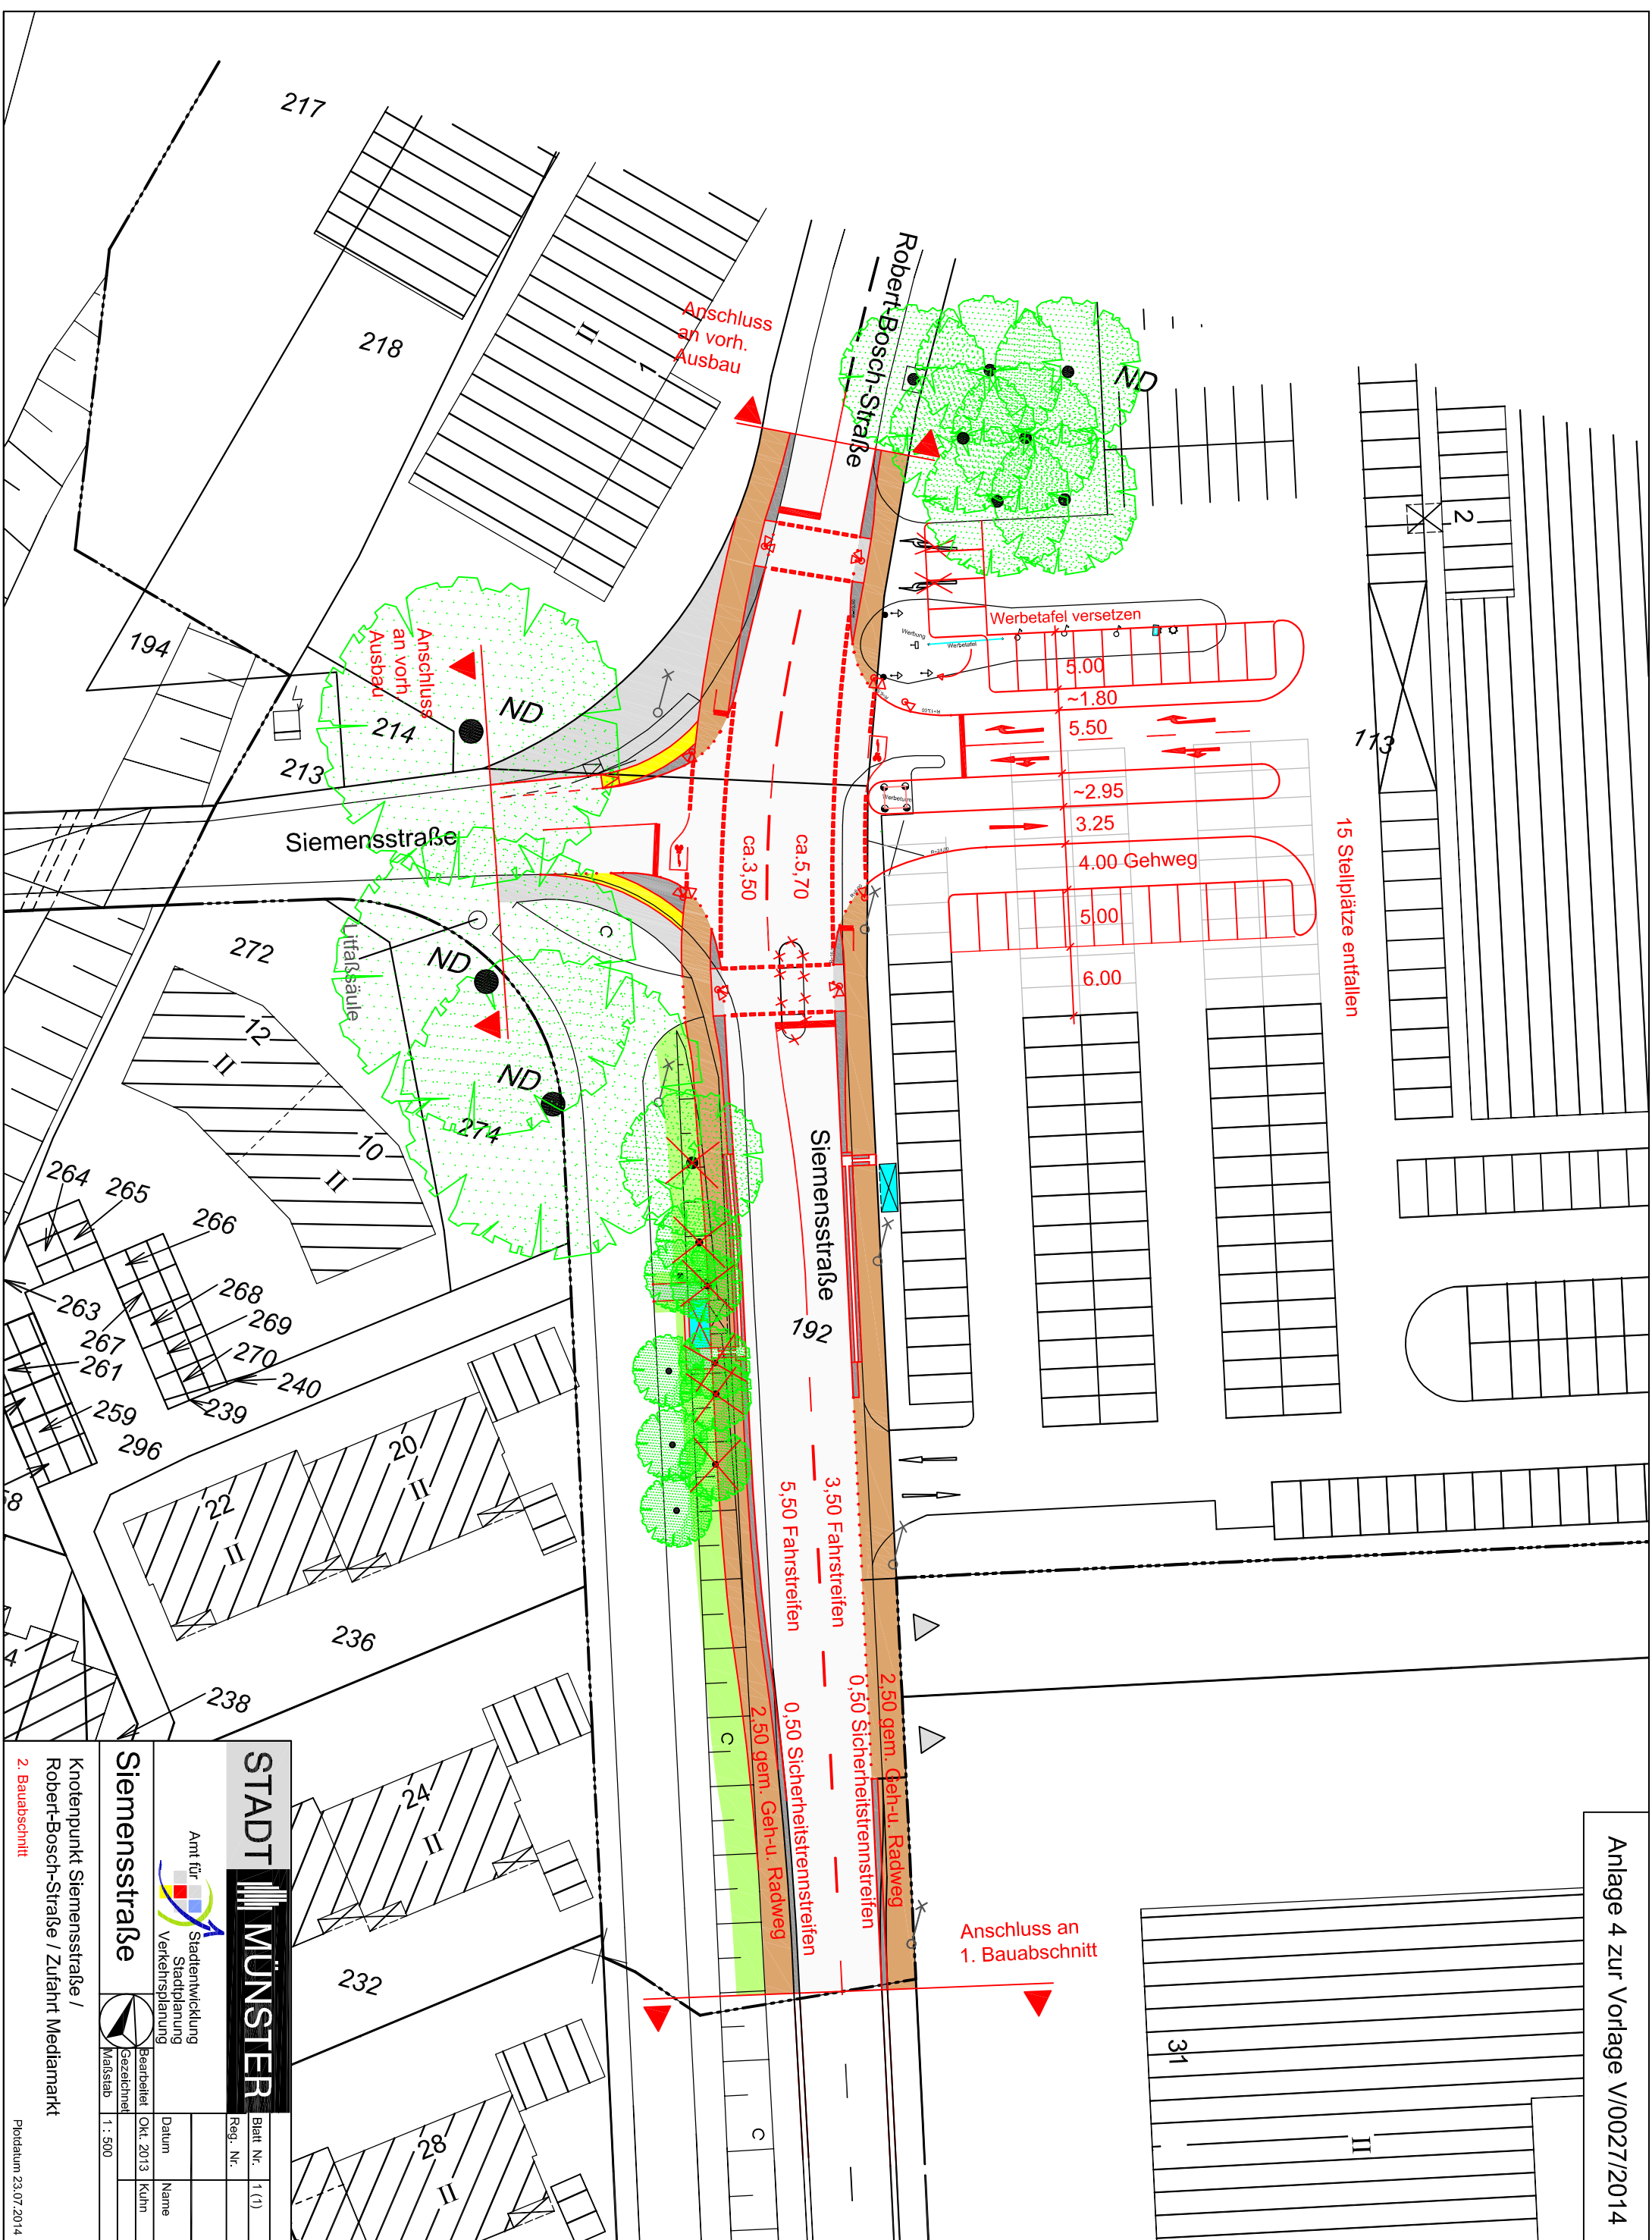 Anlage 4 zur Vorlage V/0027/2014
217
218
II
1
Anschluss
an vorh.
Ausbau
Robert-Bosch-Straße
ND
2
113
194
214
213
Anschluss
an vorh
Ausbau
ND
Werbetafel versetzen
Werbung
Werbetafel
5.00
~1.80
5.50
~2.95
3.25
4.00 Gehweg
5.00
6.00
15 Stellplätze entfallen
Siemensstraße
ca.3,50
ca.5,70
Litfaßsäule
C
ND
ND
272
274
12
II
10
II
Siemensstraße
192
264
265
266
268
269
270
240
239
263
267
261
259
296
58
20
II
22
II
236
238
4
3,50 Fahrstreifen
5,50 Fahrstreifen
2,50 gem. Geh-u. Radweg
0,50 Sicherheitstrennstreifen
0,50 Sicherheitstrennstreifen
2,50 gem. Geh-u. Radweg
C
24
II
232
28
II
C
Anschluss an
1. Bauabschnitt
31
II
STADT MÜNSTER
Amt für
Stadtentwicklung
Stadtplanung
Verkehrsplanung
Blatt Nr. 1 (1)
Reg. Nr.
Datum Name
Bearbeitet Okt. 2013 Kuhn
Gezeichnet
Maßstab 1 : 500
Siemensstraße
Knotenpunkt Siemensstraße /
Robert-Bosch-Straße / Zufahrt Mediamarkt
2. Bauabschnitt
Plotdatum 23.07.2014